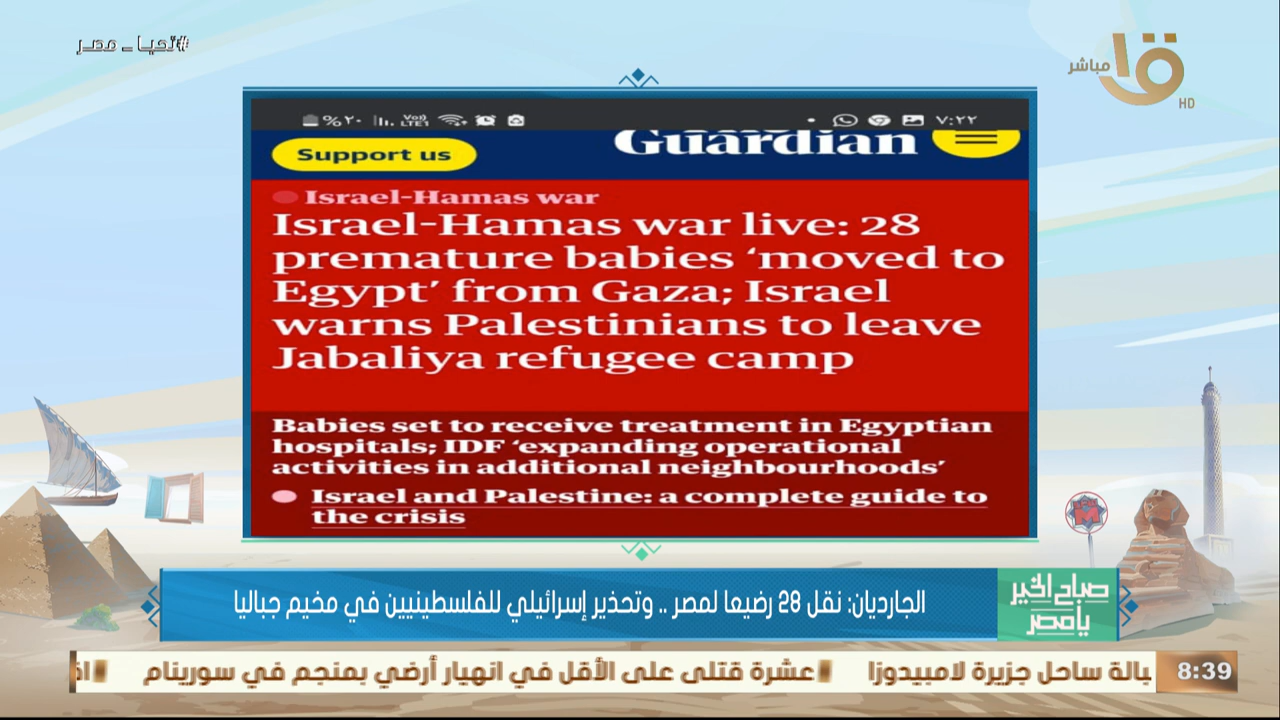 #تحيا_مصر
مباشر
HD
%٢٠
٧:٢٢
Guardian
Support us
Israel-Hamas war
Israel-Hamas war live: 28
premature babies ‘moved to
Egypt’ from Gaza; Israel
warns Palestinians to leave
Jabaliya refugee camp
Babies set to receive treatment in Egyptian
hospitals; IDF ‘expanding operational
activities in additional neighbourhoods’
Israel and Palestine: a complete guide to
the crisis
صباح الخير
يا مصر
الجارديان: نقل 28 رضيعا لمصر .. وتحذير إسرائيلي للفلسطينيين في مخيم جباليا
8:39
بالة ساحل جزيرة لامبيدوزا عشرة قتلى على الأقل في انهيار أرضي بمنجم في سورينام